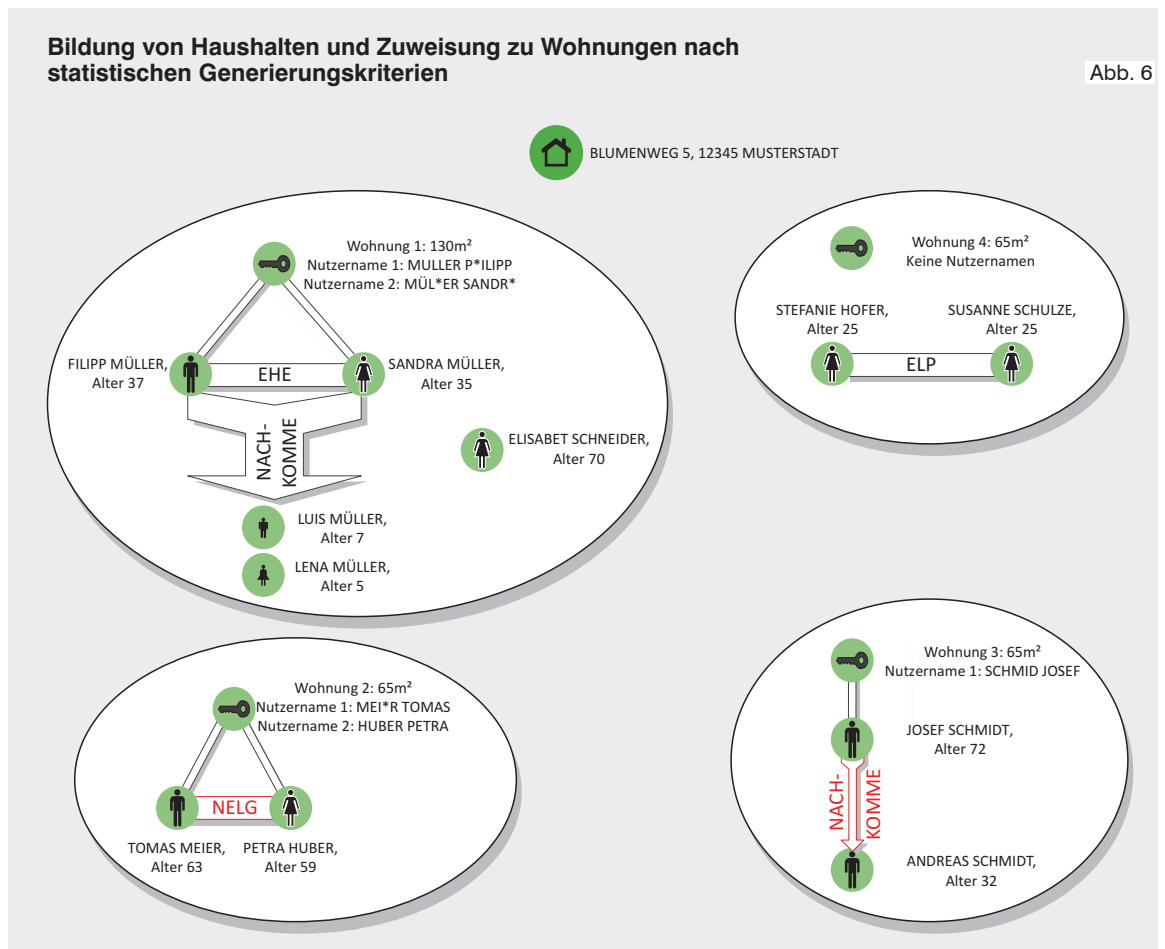 Bildung von Haushalten und Zuweisung zu Wohnungen nach
statistischen Generierungskriterien
Abb. 6
BLUMENWEG 5, 12345 MUSTERSTADT
Wohnung 1: 130m²
Nutzername 1: MULLER P*ILIPP
Nutzername 2: MÜL*ER SANDR*
FILIPP MÜLLER,
Alter 37
EHE
SANDRA MÜLLER,
Alter 35
NACH-
KOMME
ELISABET SCHNEIDER,
Alter 70
LUIS MÜLLER,
Alter 7
LENA MÜLLER,
Alter 5
Wohnung 4: 65m²
Keine Nutzernamen
STEFANIE HOFER,
Alter 25
SUSANNE SCHULZE,
Alter 25
ELP
Wohnung 2: 65m²
Nutzername 1: MEI*R TOMAS
Nutzername 2: HUBER PETRA
NELG
TOMAS MEIER,
Alter 63
PETRA HUBER,
Alter 59
Wohnung 3: 65m²
Nutzername 1: SCHMID JOSEF
JOSEF SCHMIDT,
Alter 72
NACH-
KOMME
ANDREAS SCHMIDT,
Alter 32